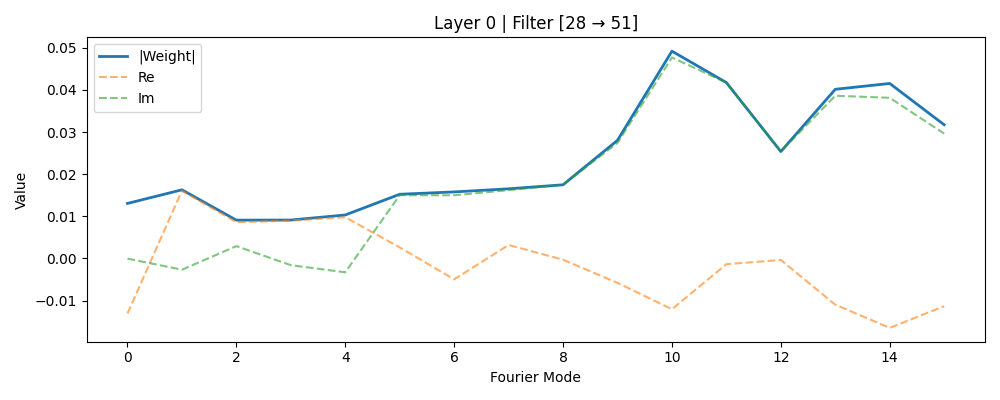 Layer 0 | Filter [28 → 51]
|Weight|
Re
Im
Value
0.05
0.04
0.03
0.02
0.01
0.00
−0.01
0 2 4 6 8 10 12 14
Fourier Mode